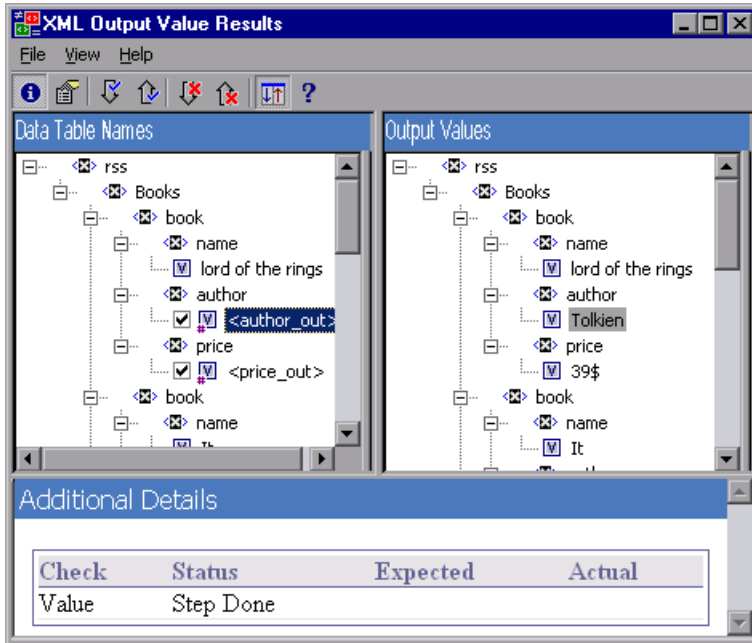 XML Output Value Results
File View Help
Data Table Names
rss
Books
book
name
lord of the rings
author
<author_out>
price
<price_out>
book
name
It
Output Values
rss
Books
book
name
lord of the rings
author
Tolkien
price
39$
book
name
It
Additional Details
Check Status Expected Actual
Value Step Done